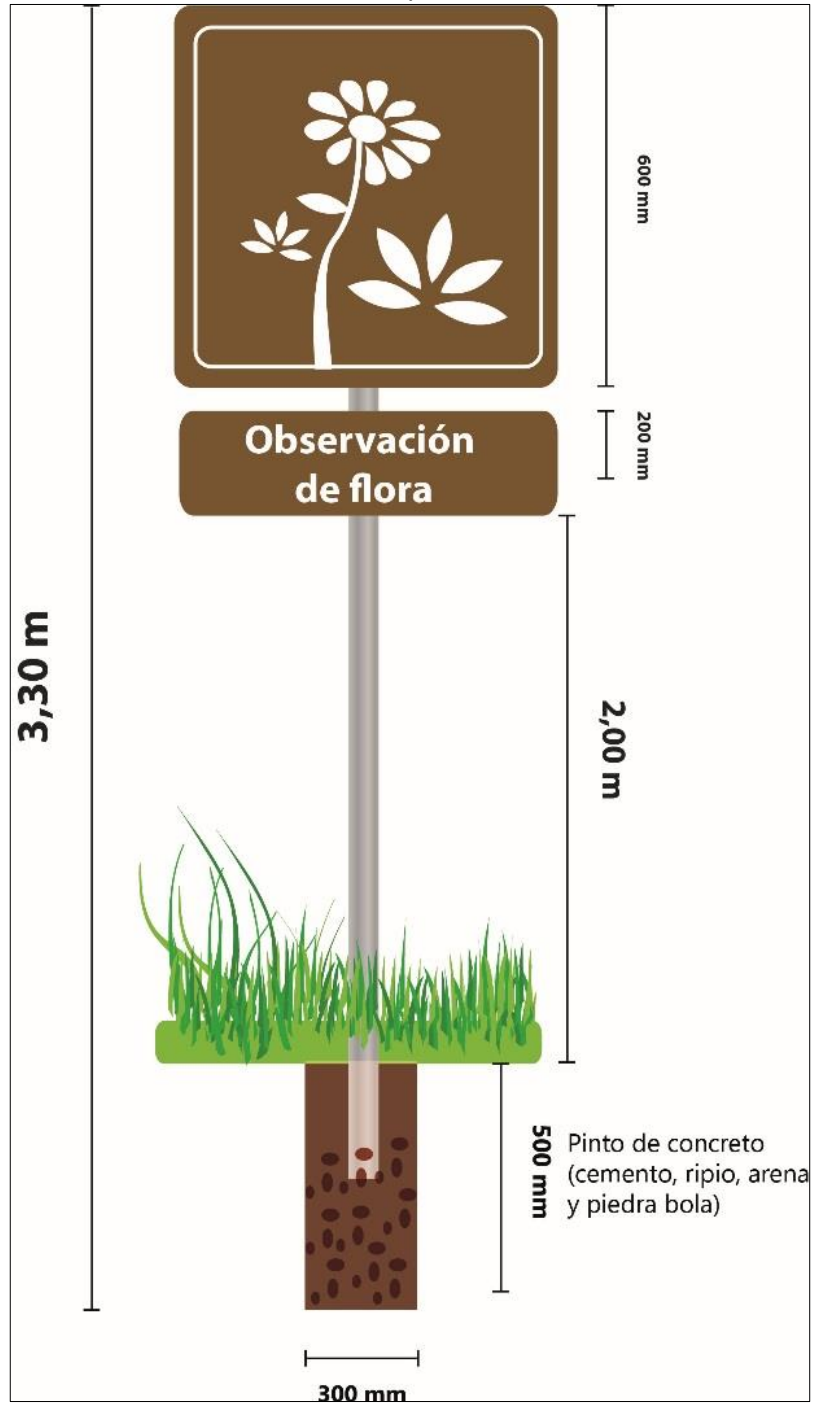 600 mm
Observación
de flora
200 mm
3,30 m
2,00 m
500 mm
Pinto de concreto
(cemento, ripio, arena
y piedra bola)
300 mm